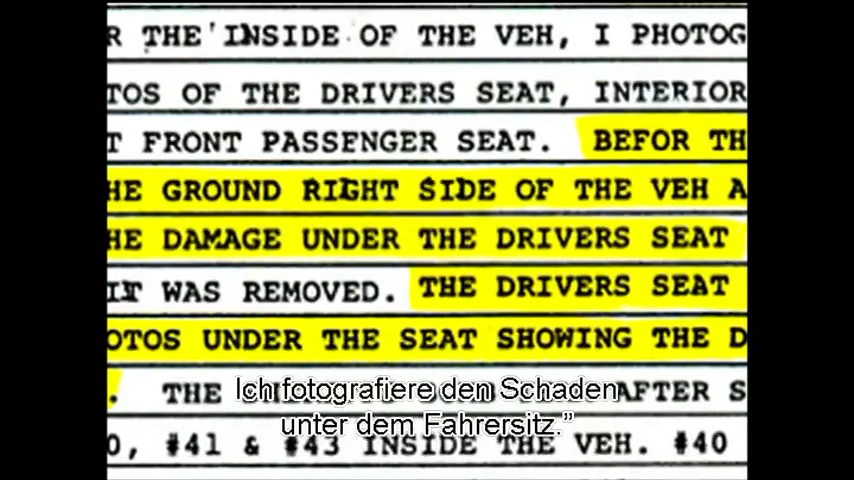 R THE INSIDE OF THE VEH, I PHOTOG
TOS OF THE DRIVERS SEAT, INTERIOR
T FRONT PASSENGER SEAT. BEFOR TH
HE GROUND RIGHT SIDE OF THE VEH A
HE DAMAGE UNDER THE DRIVERS SEAT
IT WAS REMOVED. THE DRIVERS SEAT
OTOS UNDER THE SEAT SHOWING THE D
. THE AFTER S
Ich fotografiere den Schaden
unter dem Fahrersitz.”
0, #41 & #43 INSIDE THE VEH. #40